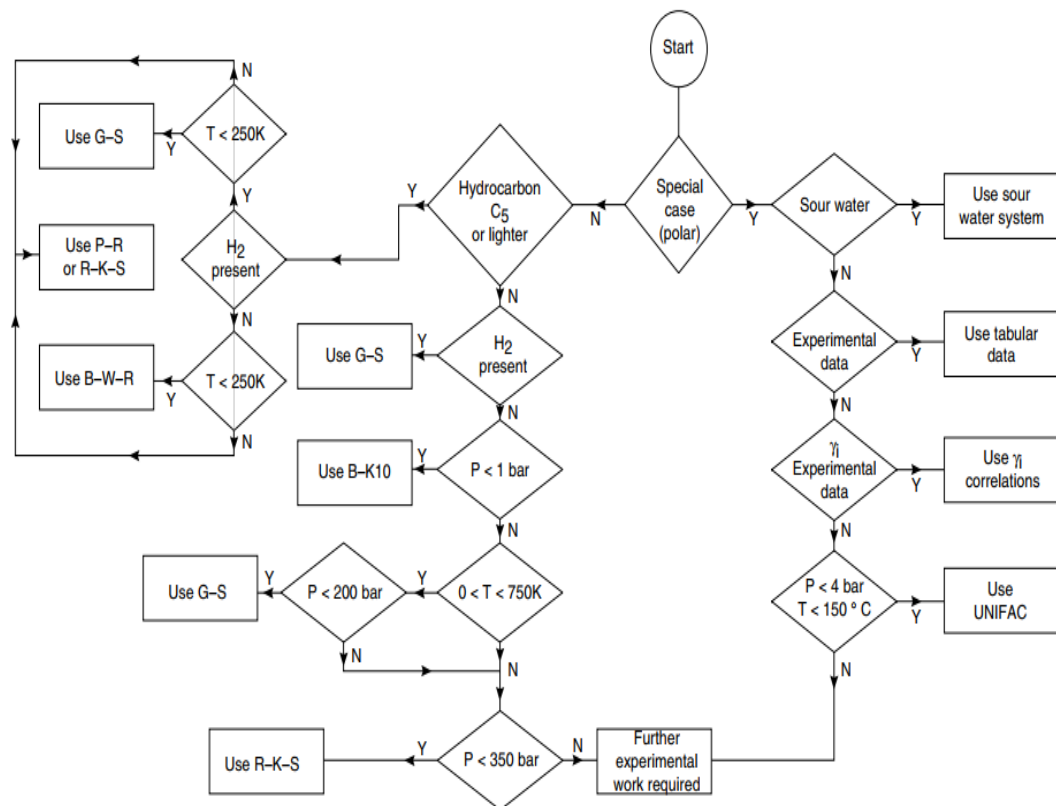 Start
Special
case
(polar)
N
Y
Sour water
Y
Use sour
water system
N
Experimental
data
Y
Use tabular
data
N
γi
Experimental
data
Y
Use γi
correlations
N
P < 4 bar
T < 150 º C
Y
Use
UNIFAC
N
Hydrocarbon
C5
or lighter
Y
N
H2
present
Y
Use G–S
N
P < 1 bar
Y
Use B–K10
N
0 < T < 750K
Y
P < 200 bar
Y
Use G–S
N
N
P < 350 bar
Y
Use R–K–S
N
Further
experimental
work required
H2
present
Y
T < 250K
N
Y
Use G–S
Use P–R
or R–K–S
N
T < 250K
Y
Use B–W–R
N